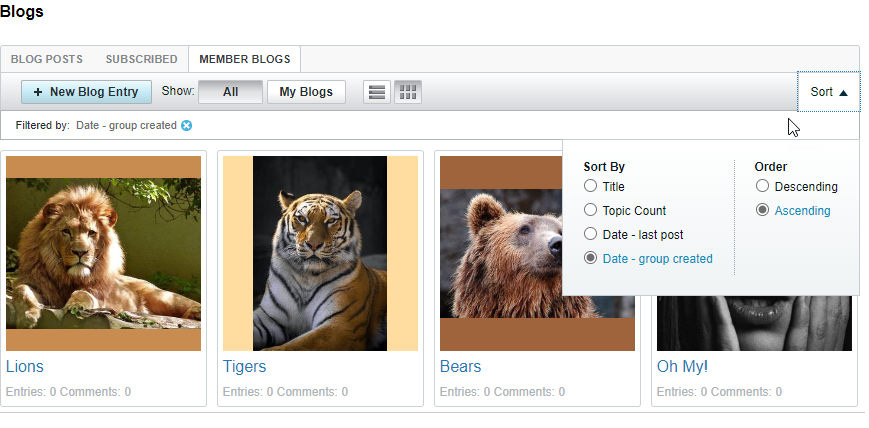 Blogs
BLOG POSTS SUBSCRIBED MEMBER BLOGS
+ New Blog Entry Show: All My Blogs Sort
Filtered by: Date - group created
Sort By Order
Title Descending
Topic Count Ascending
Date - last post
Date - group created
Lions Tigers Bears Oh My!
Entries: 0 Comments: 0 Entries: 0 Comments: 0 Entries: 0 Comments: 0 Entries: 0 Comments: 0